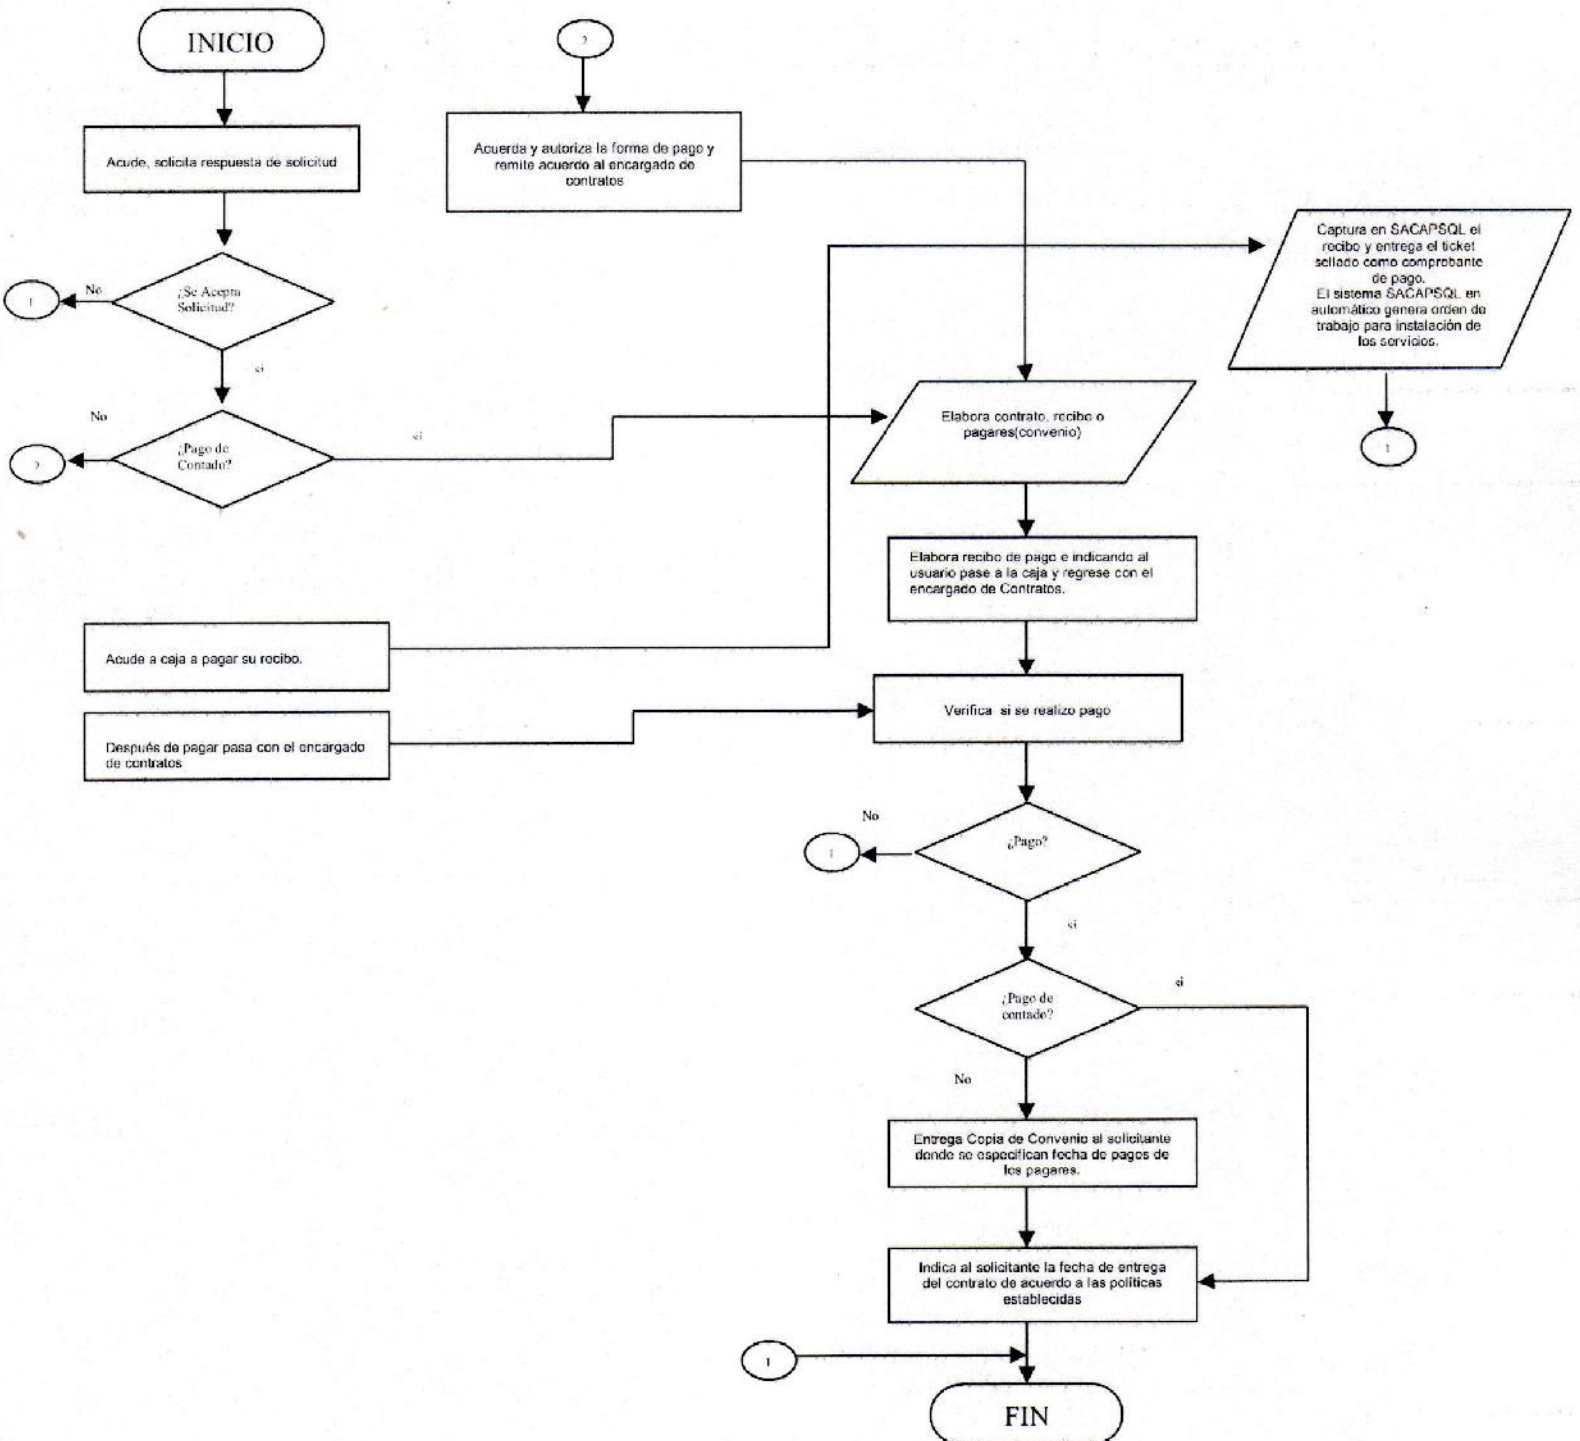 INICIO
2
Acude, solicita respuesta de solicitud
Acuerda y autoriza la forma de pago y
remite acuerdo al encargado de
contratos
Captura en SACAPSQL el
recibo y entrega el ticket
sellado como comprobante
de pago.
El sistema SACAPSQL en
automático genera orden de
trabajo para instalación de
los servicios.
1
No
¿Se Acepta
Solicitud?
si
No
2
¿Pago de
Contado?
si
Elabora contrato, recibo o
pagares(convenio)
1
Elabora recibo de pago e indicando al
usuario pase a la caja y regrese con el
encargado de Contratos.
Acude a caja a pagar su recibo.
Verifica si se realizo pago
Después de pagar pasa con el encargado
de contratos
No
1
¿Pago?
si
¿Pago de
contado?
si
No
Entrega Copia de Convenio al solicitante
donde se especifican fecha de pagos de
los pagares.
Indica al solicitante la fecha de entrega
del contrato de acuerdo a las políticas
establecidas
1
FIN